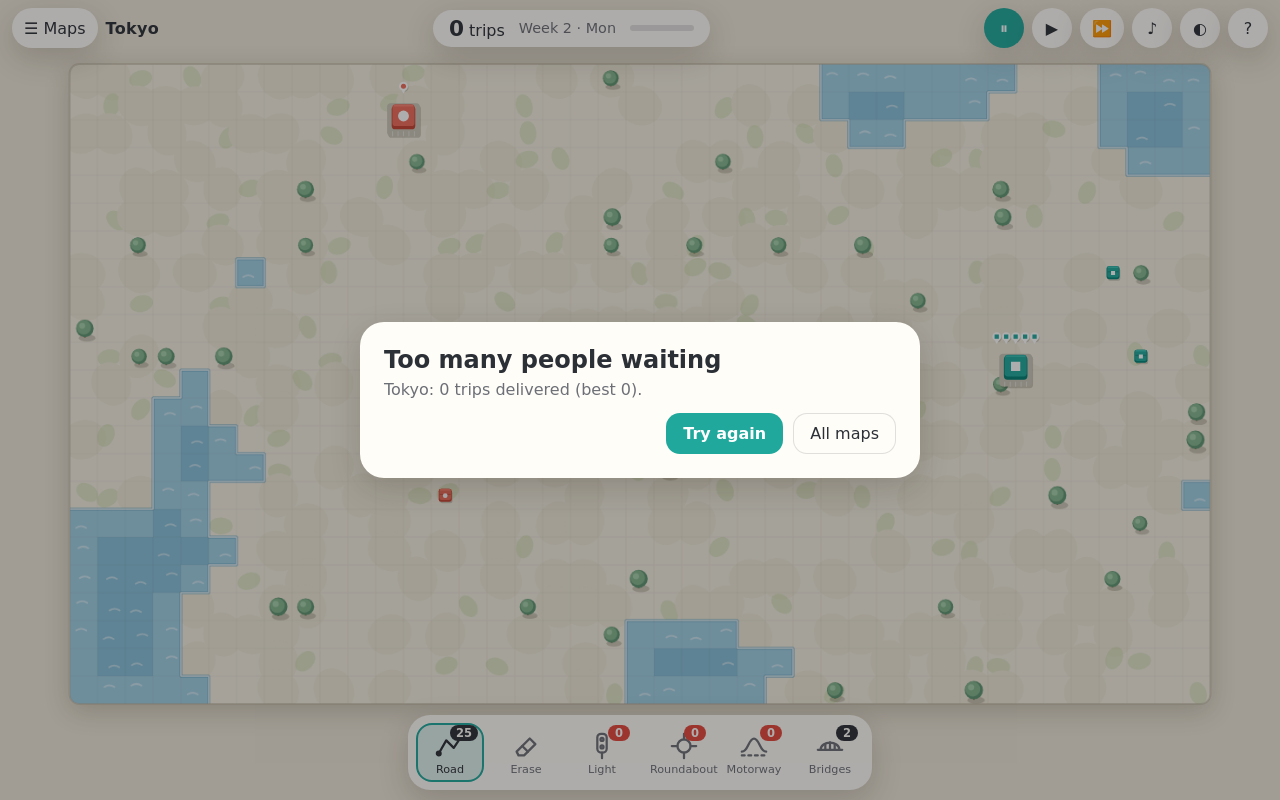 ☰ Maps
Tokyo
0 trips Week 2 · Mon
?
Too many people waiting
Tokyo: 0 trips delivered (best 0).
Try again
All maps
25
0
0
0
2
Road
Erase
Light
Roundabout
Motorway
Bridges